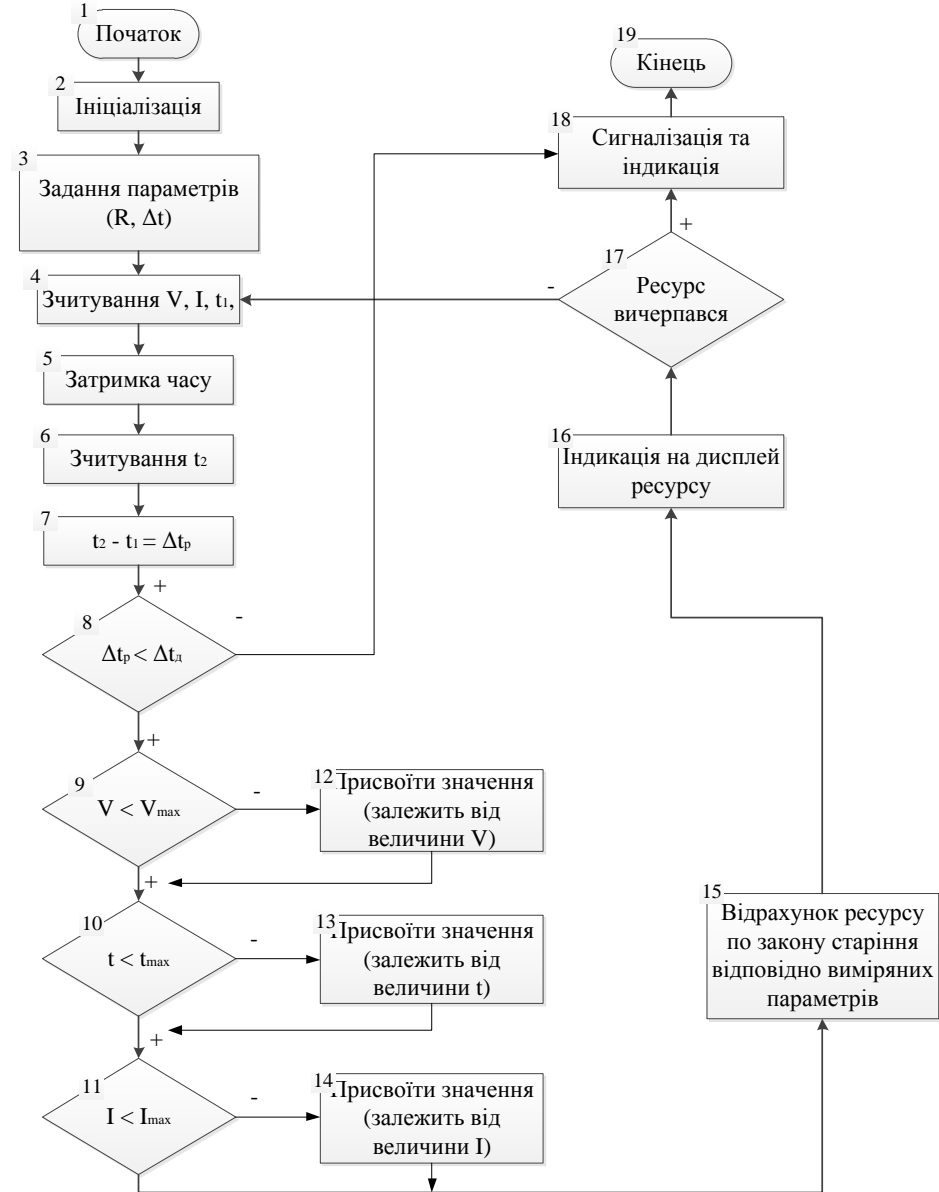 1
Початок
2
Ініціалізація
3
Задання параметрів
(R, Δt)
4
Зчитування V, I, t₁,
5
Затримка часу
6
Зчитування t₂
7
t₂ - t₁ = Δtр
+
8
-
Δtр < Δtд
+
9
-
V < Vmax
12
Присвоїти значення
(залежить від
величини V)
+
10
-
t < tmax
13
Присвоїти значення
(залежить від
величини t)
+
11
-
I < Imax
14
Присвоїти значення
(залежить від
величини I)
15
Відрахунок ресурсу
по закону старіння
відповідно виміряних
параметрів
16
Індикація на дисплей
ресурсу
17
-
+
Ресурс
вичерпався
18
Сигналізація та
індикація
19
Кінець